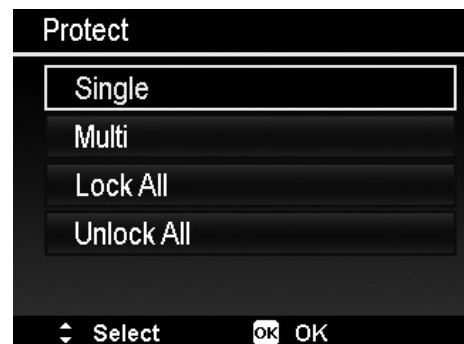 Protect
Single
Multi
Lock All
Unlock All
Select OK OK